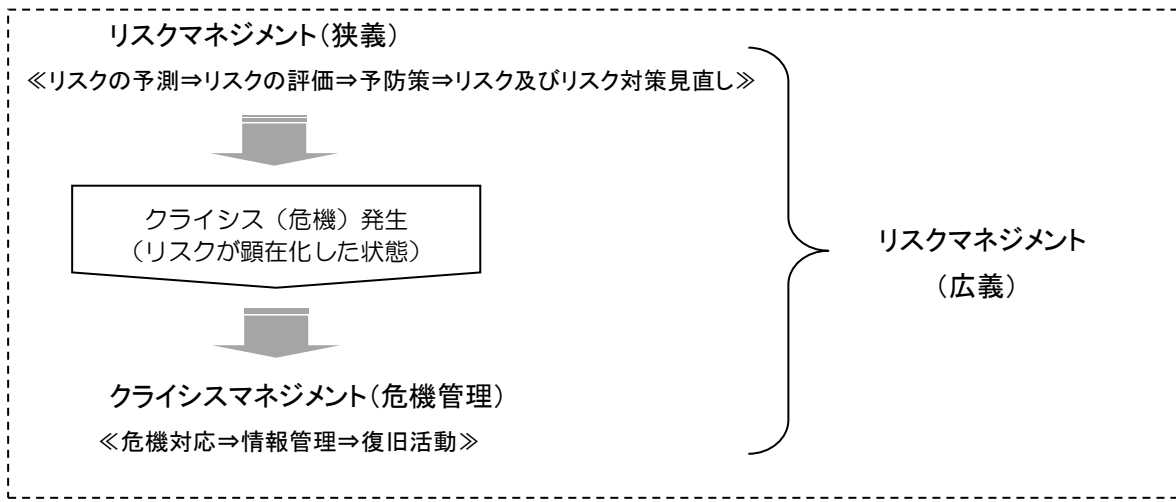 リスクマネジメント(狭義)
≪リスクの予測⇒リスクの評価⇒予防策⇒リスク及びリスク対策見直し≫
クライシス（危機）発生
（リスクが顕在化した状態）
リスクマネジメント
（広義）
クライシスマネジメント(危機管理)
≪危機対応⇒情報管理⇒復旧活動≫